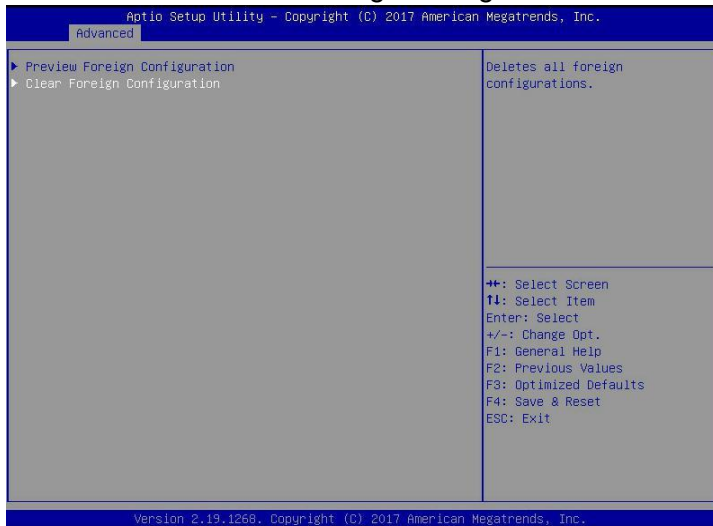 Aptio Setup Utility – Copyright (C) 2017 American Megatrends, Inc.
Advanced
▶ Preview Foreign Configuration
▶ Clear Foreign Configuration
Deletes all foreign
configurations.
→←: Select Screen
↑↓: Select Item
Enter: Select
+/-: Change Opt.
F1: General Help
F2: Previous Values
F3: Optimized Defaults
F4: Save & Reset
ESC: Exit
Version 2.19.1268. Copyright (C) 2017 American Megatrends, Inc.